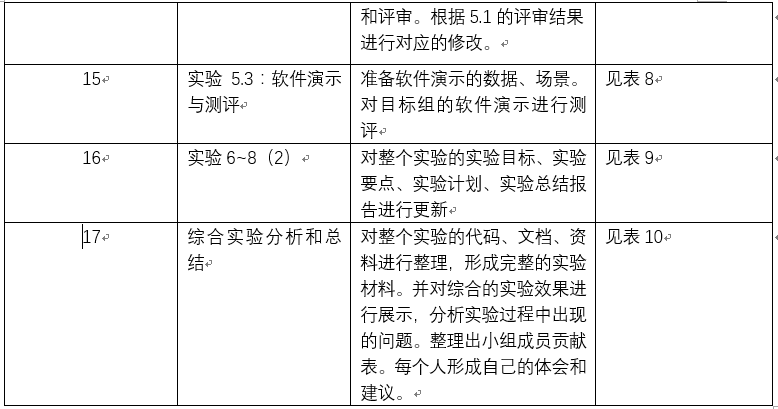 和评审。根据 5.1 的评审结果
进行对应的修改。
15
实验 5.3：软件演示
与测评
准备软件演示的数据、场景。
对目标组的软件演示进行测
评
见表 8
16
实验 6~8（2）
对整个实验的实验目标、实验
要点、实验计划、实验总结报
告进行更新
见表 9
17
综合实验分析和总
结
对整个实验的代码、文档、资
料进行整理，形成完整的实验
材料。并对综合的实验效果进
行展示，分析实验过程中出现
的问题。整理出小组成员贡献
表。每个人形成自己的体会和
建议。
见表 10